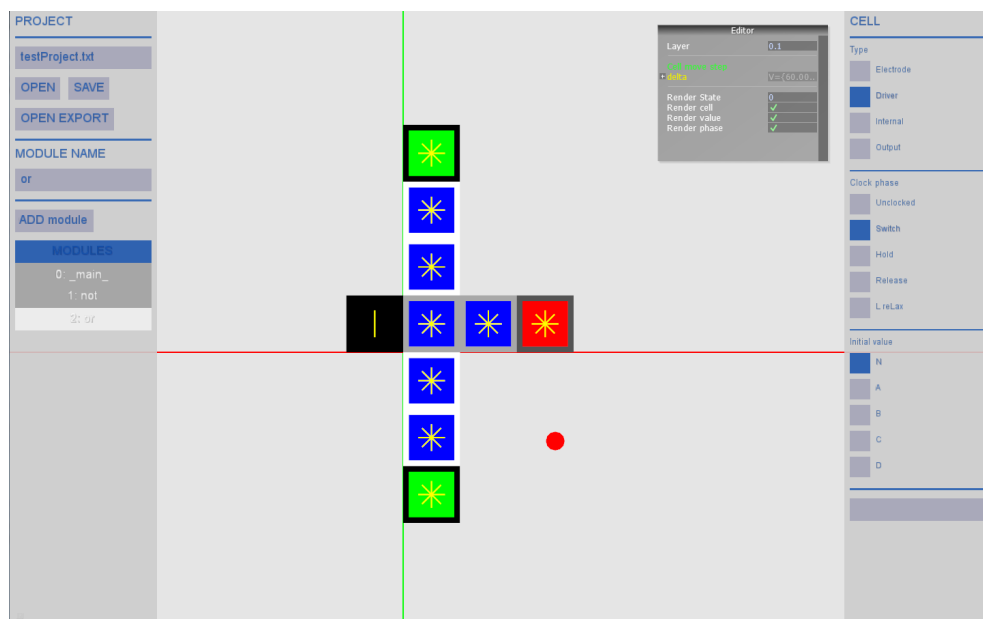 PROJECT
testProject.txt
OPEN SAVE
OPEN EXPORT
MODULE NAME
or
ADD module
MODULES
0: _main_
1: not
2: or
Editor
Layer 0.1
delta V={60.00..
Render State 0
Render cell
Render value
Render phase
CELL
Type
Electrode
Driver
Internal
Output
Clock phase
Unclocked
Switch
Hold
Release
L reLax
Initial value
N
A
B
C
D